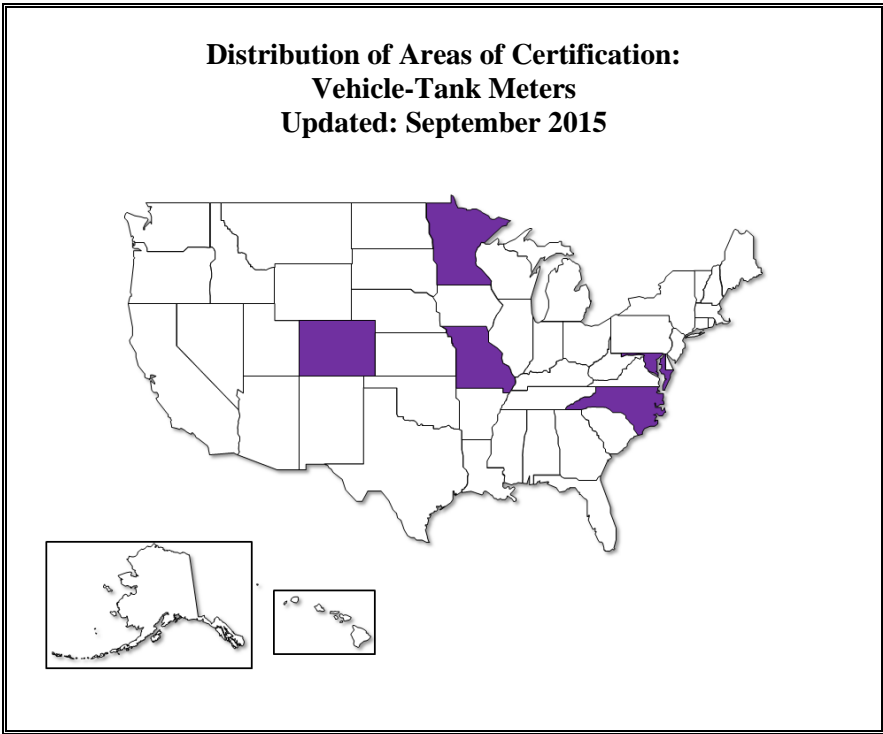 Distribution of Areas of Certification:
Vehicle-Tank Meters
Updated: September 2015